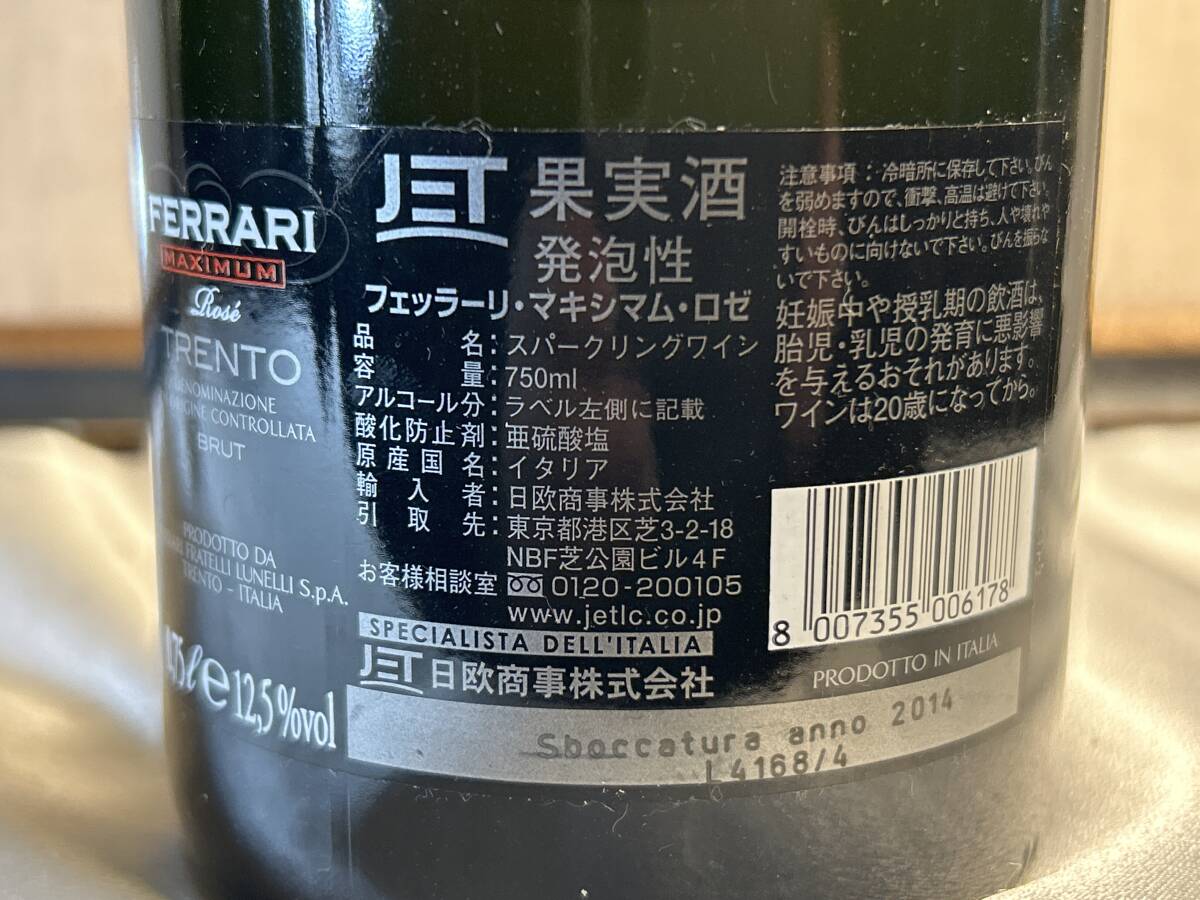 FERRARI
MAXIMUM
Rosé
TRENTO
DENOMINAZIONE
CONTROLLATA
BRUT
PRODOTTO DA
FRATELLI LUNELLI S.p.A.
TRENTO - ITALIA
e 12,5%vol
JET 果実酒
発泡性
フェッラーリ・マキシマム・ロゼ
品名:スパークリングワイン
容量:750ml
アルコール分:ラベル左側に記載
酸化防止剤:亜硫酸塩
原産国名:イタリア
輸入者:日欧商事株式会社
引取先:東京都港区芝3-2-18
NBF芝公園ビル4F
お客様相談室 0120-200105
www.jetlc.co.jp
SPECIALISTA DELL'ITALIA
JET 日欧商事株式会社
注意事項:冷暗所に保存して下さい。びん
を弱めますので、衝撃、高温は避けて下さい。
開栓時、びんはしっかりと持ち、人や壊れや
すいものに向けないで下さい。びんを振らな
いで下さい。
妊娠中や授乳期の飲酒は、
胎児・乳児の発育に悪影響
を与えるおそれがあります。
ワインは20歳になってから。
8 007355 006178
PRODOTTO IN ITALIA
Sboccatura anno 2014
L4168/4